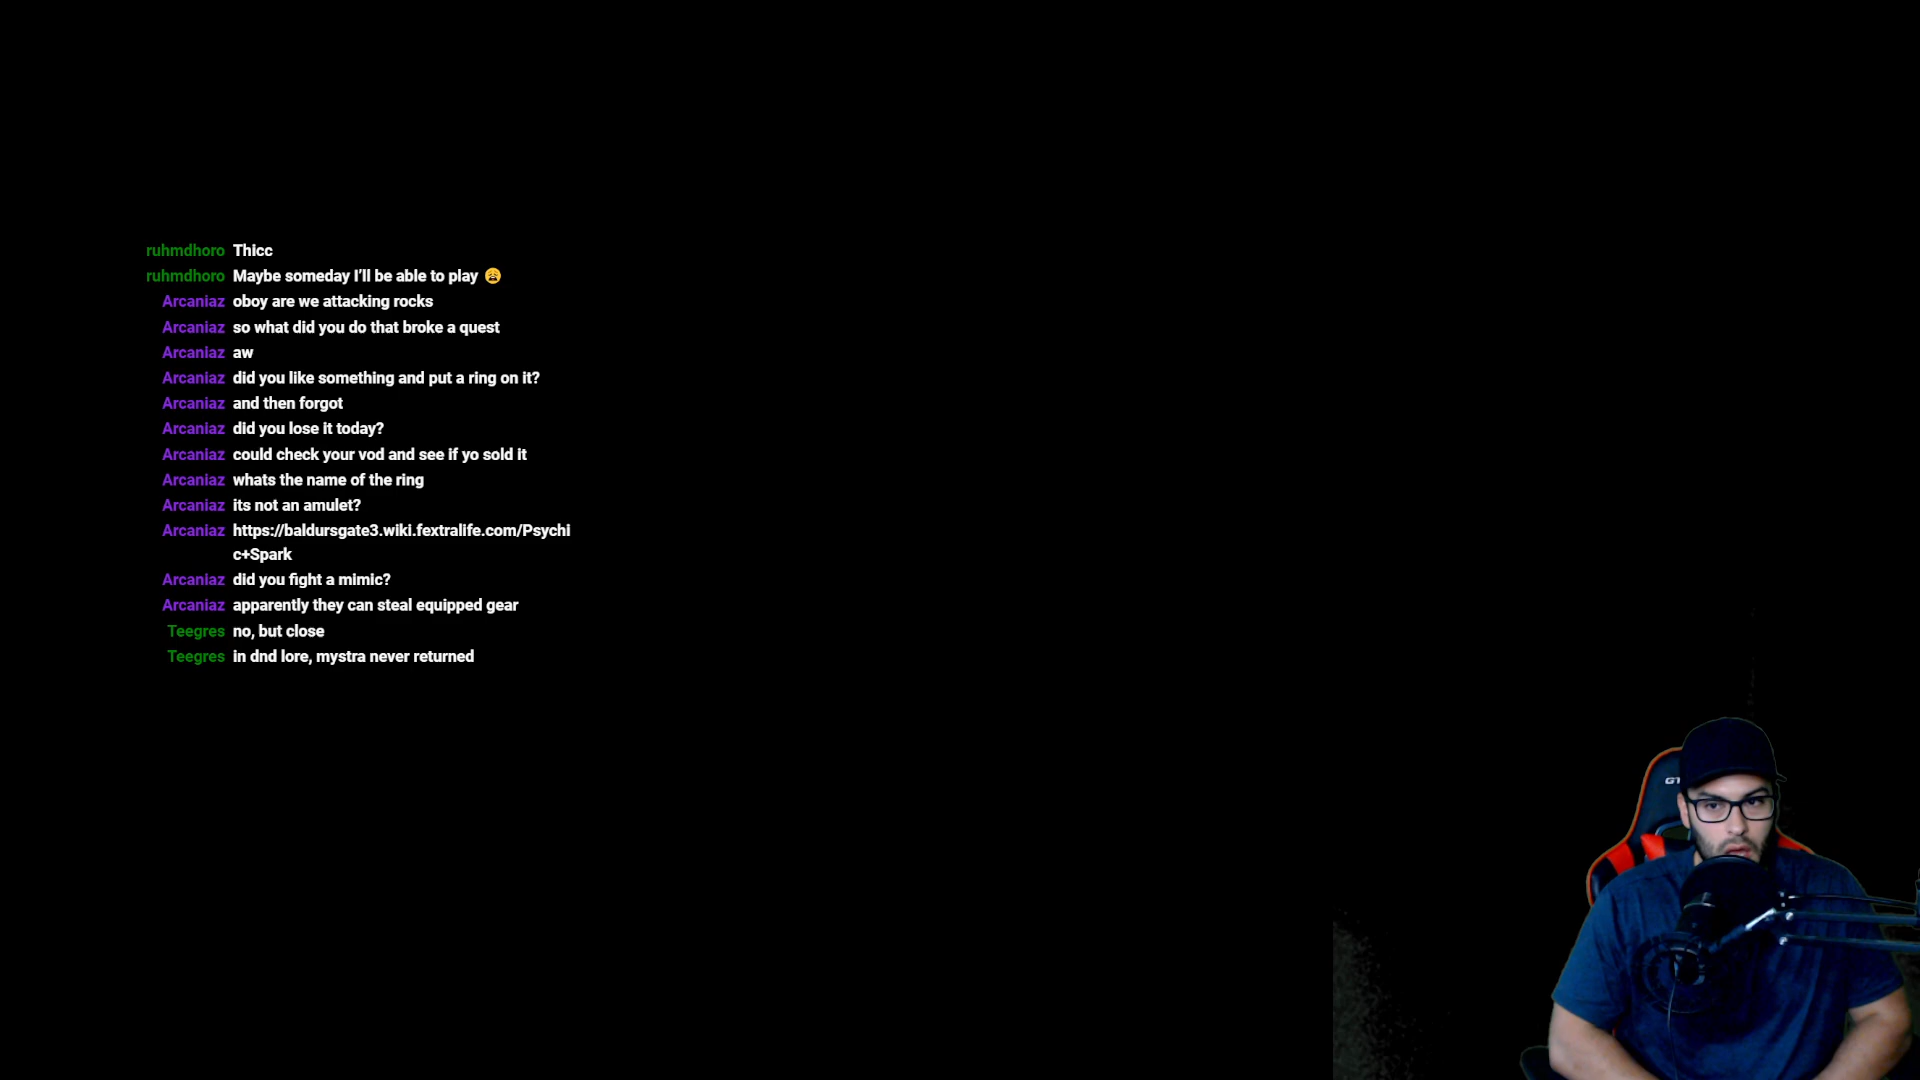 ruhmdhoro Thicc
ruhmdhoro Maybe someday I’ll be able to play 😩
Arcaniaz oboy are we attacking rocks
Arcaniaz so what did you do that broke a quest
Arcaniaz aw
Arcaniaz did you like something and put a ring on it?
Arcaniaz and then forgot
Arcaniaz did you lose it today?
Arcaniaz could check your vod and see if yo sold it
Arcaniaz whats the name of the ring
Arcaniaz its not an amulet?
Arcaniaz https://baldursgate3.wiki.fextralife.com/Psychi
c+Spark
Arcaniaz did you fight a mimic?
Arcaniaz apparently they can steal equipped gear
Teegres no, but close
Teegres in dnd lore, mystra never returned